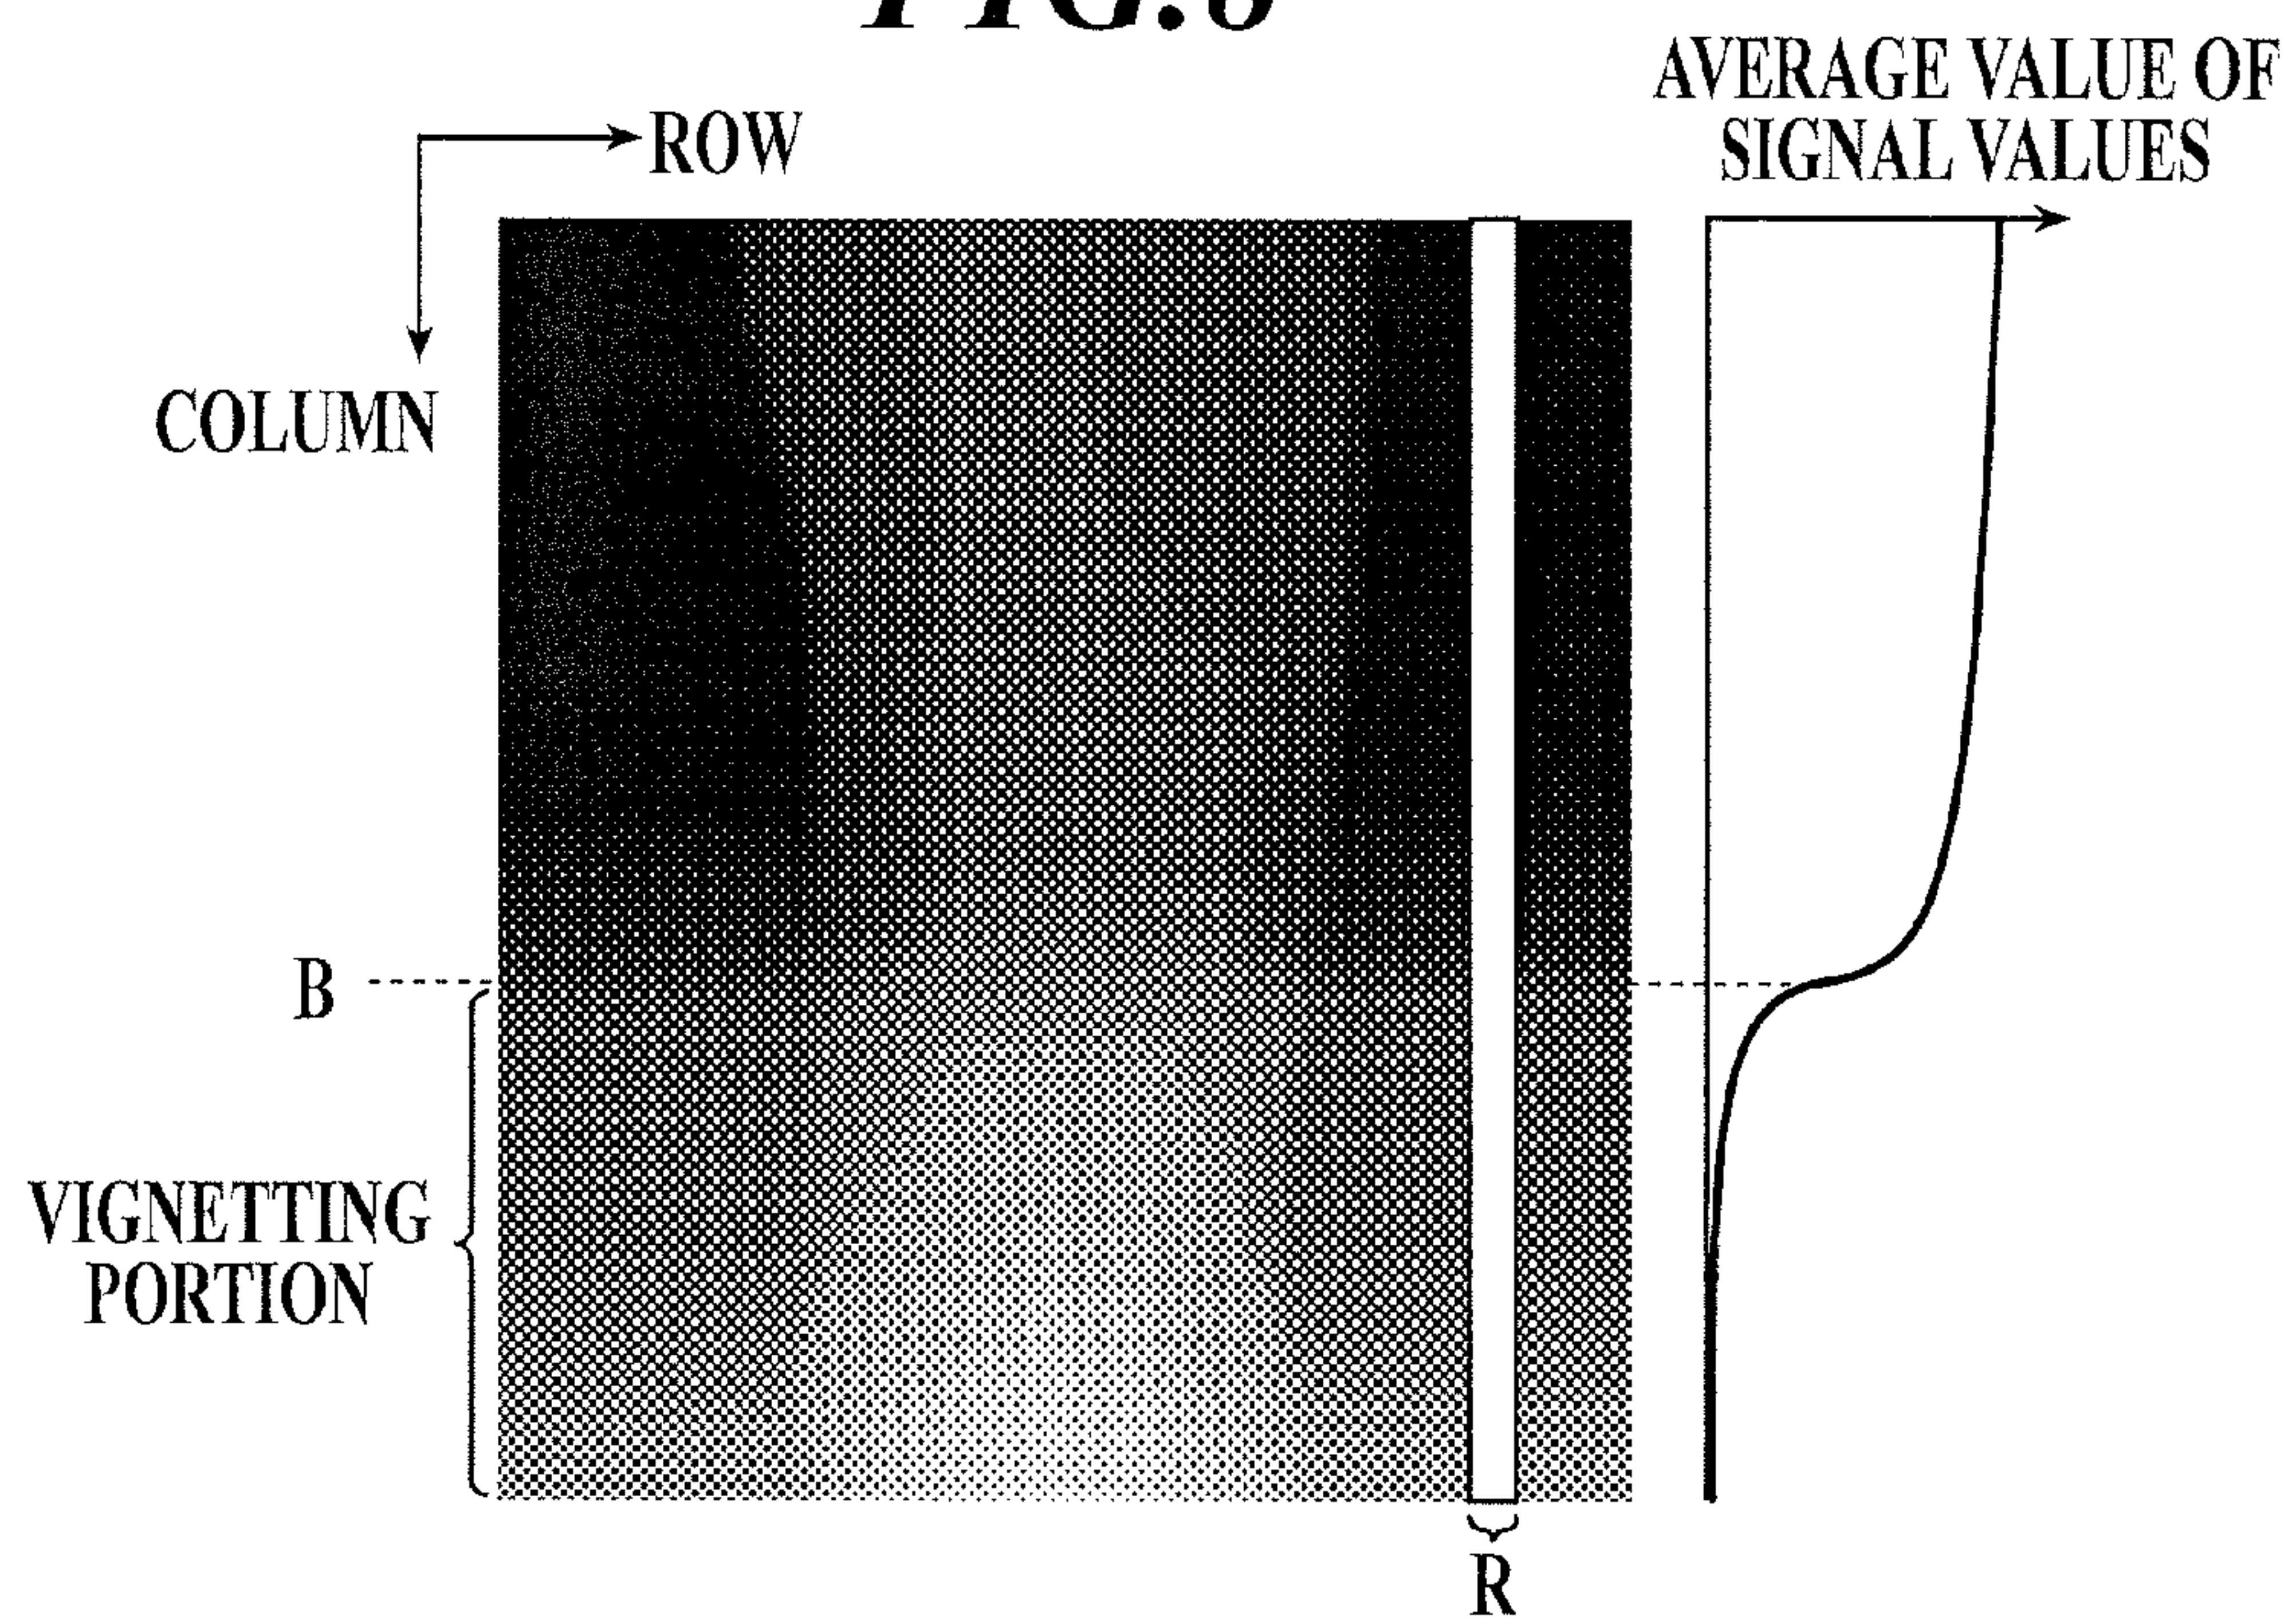 AVERAGE VALUE OF
SIGNAL VALUES
ROW
COLUMN
B
VIGNETTING
PORTION
R